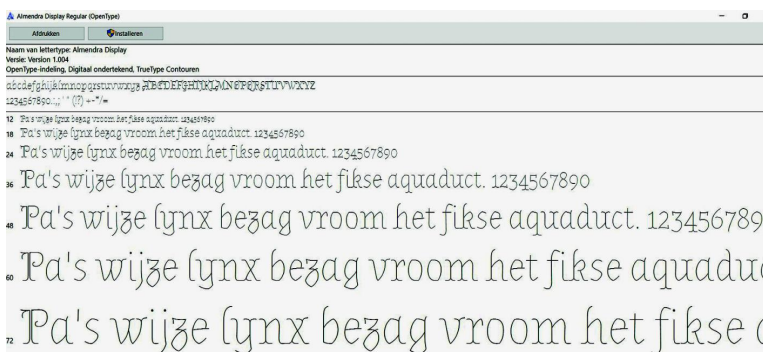 Almendra Display Regular (OpenType)
Afdrukken Installeren
Naam van lettertype: Almendra Display
Versie: Version 1.004
OpenType-indeling, Digitaal ondertekend, TrueType Contouren
abcdefghijklmnopqrstuvwxyz ABCDEFGHIJKLMNOPQRSTUVWXYZ
1234567890.:,; ' " (!?) +-*/=
12 Pa's wijze lynx bezag vroom het fikse aquaduct. 1234567890
18 Pa's wijze lynx bezag vroom het fikse aquaduct. 1234567890
24 Pa's wijze lynx bezag vroom het fikse aquaduct. 1234567890
36 Pa's wijze lynx bezag vroom het fikse aquaduct. 1234567890
48 Pa's wijze lynx bezag vroom het fikse aquaduct. 123456789
60 Pa's wijze lynx bezag vroom het fikse aquaduc
72 Pa's wijze lynx bezag vroom het fikse